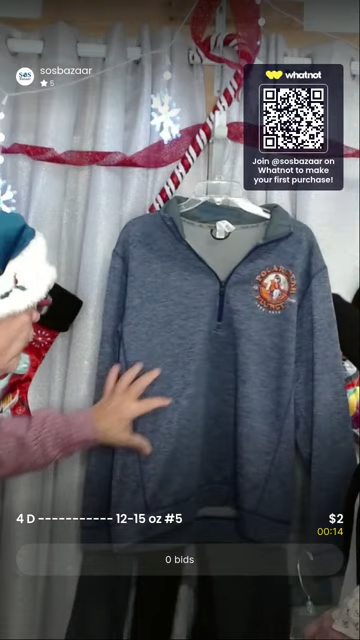 sosbazaar
★ 5
SOS
whatnot
Join @sosbazaar on
Whatnot to make
your first purchase!
4 D ----------- 12-15 oz #5
$2
00:14
0 bids